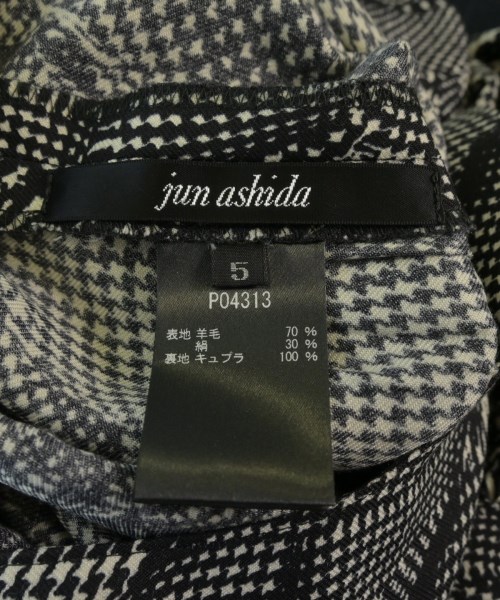 jun ashida
5
P04313
表地 羊毛 70 %
絹 30 %
裏地 キュプラ 100 %